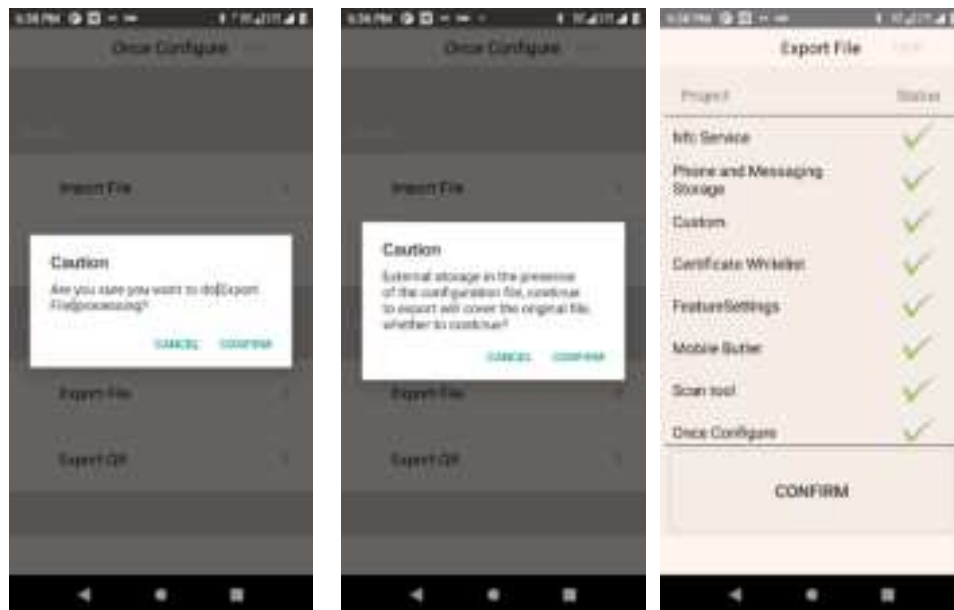 Once Configure
Import File
Caution
Are you sure you want to do[Export
File]processing?
CANCEL CONFIRM
Export File
Export QR
Once Configure
Import File
Caution
External storage in the presence
of the configuration file, continue
to export will cover the original file,
whether to continue?
CANCEL CONFIRM
Export File
Export QR
Export File
Project Status
Nfc Service
Phone and Messaging
Storage
Custom
Certificate Whitelist
FeatureSettings
Mobile Butler
Scan tool
Once Configure
CONFIRM